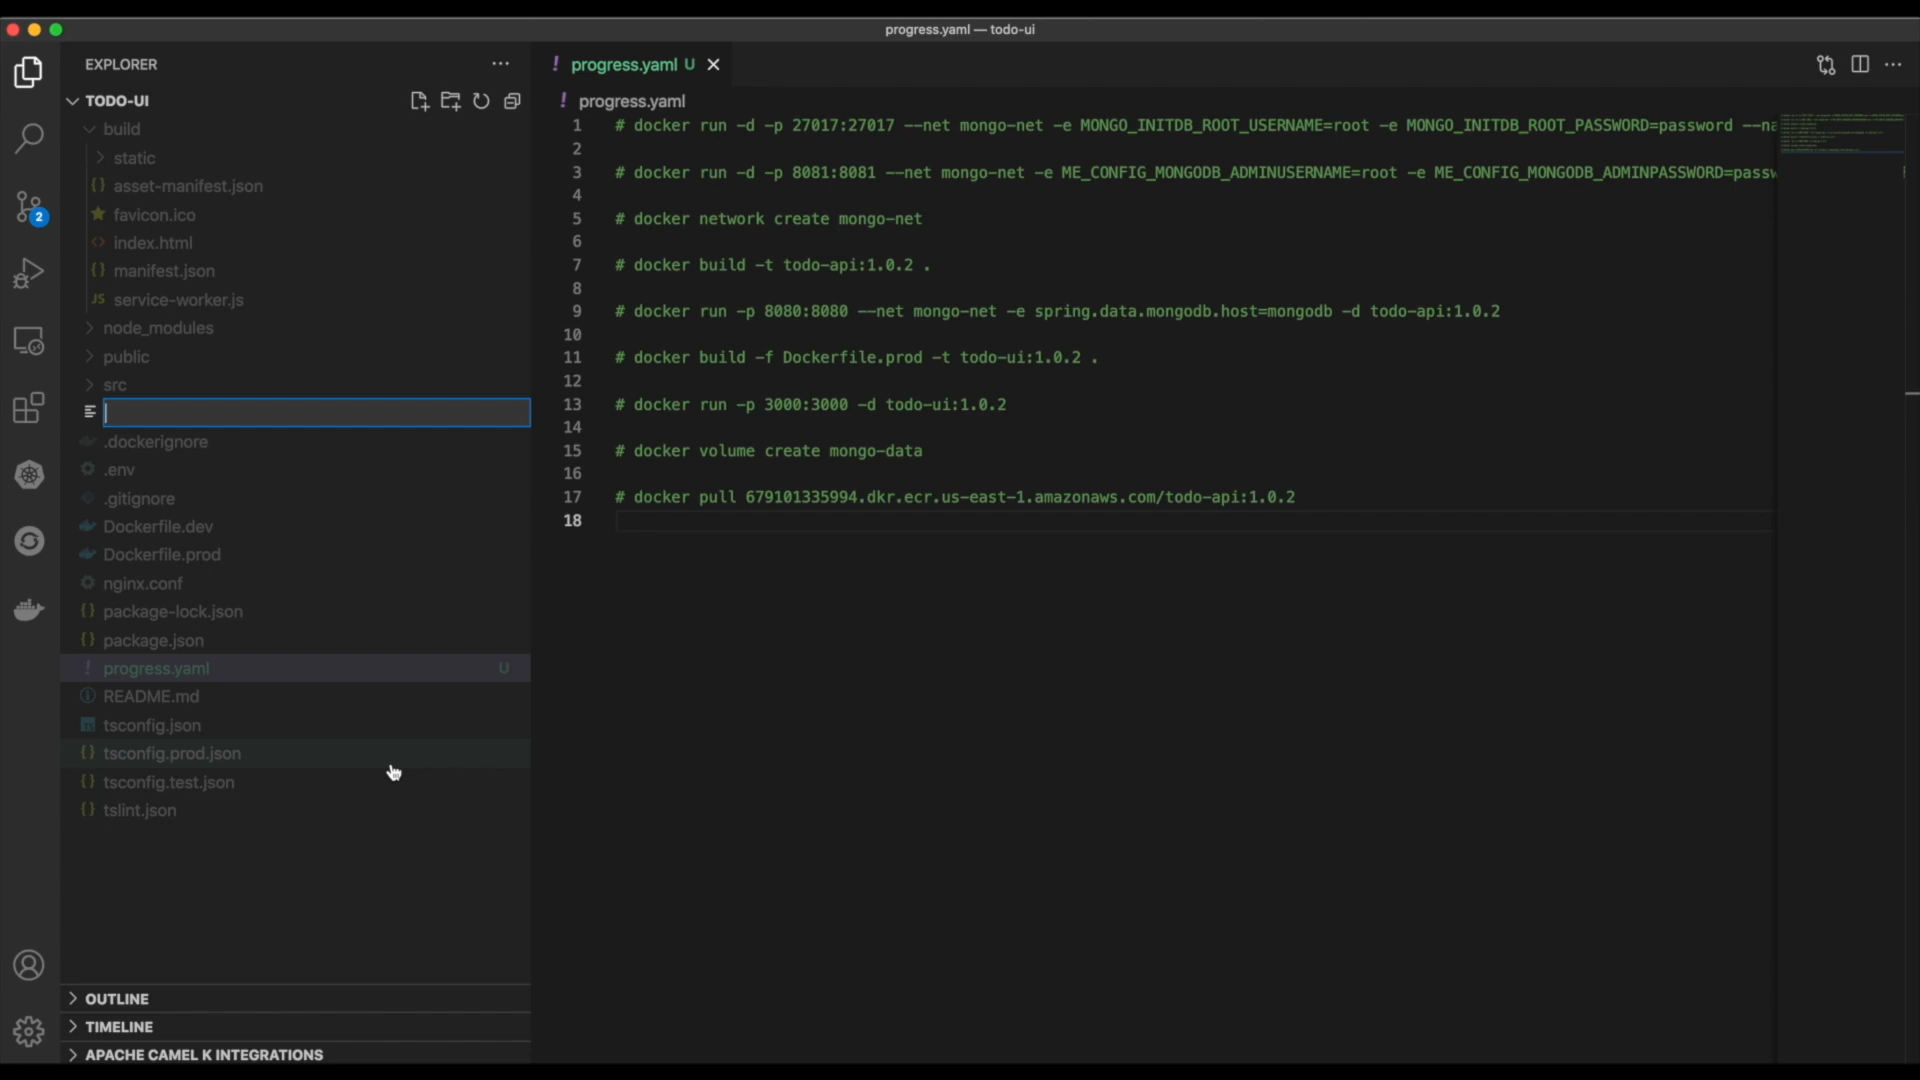 progress.yaml — todo-ui
EXPLORER
TODO-UI
build
static
asset-manifest.json
favicon.ico
index.html
manifest.json
JS service-worker.js
node_modules
public
src
.dockerignore
.env
.gitignore
Dockerfile.dev
Dockerfile.prod
nginx.conf
package-lock.json
package.json
! progress.yaml U
README.md
tsconfig.json
tsconfig.prod.json
tsconfig.test.json
tslint.json
OUTLINE
TIMELINE
APACHE CAMEL K INTEGRATIONS
2
! progress.yaml U
! progress.yaml
1 # docker run -d -p 27017:27017 --net mongo-net -e MONGO_INITDB_ROOT_USERNAME=root -e MONGO_INITDB_ROOT_PASSWORD=password --na
2
3 # docker run -d -p 8081:8081 --net mongo-net -e ME_CONFIG_MONGODB_ADMINUSERNAME=root -e ME_CONFIG_MONGODB_ADMINPASSWORD=passw
4
5 # docker network create mongo-net
6
7 # docker build -t todo-api:1.0.2 .
8
9 # docker run -p 8080:8080 --net mongo-net -e spring.data.mongodb.host=mongodb -d todo-api:1.0.2
10
11 # docker build -f Dockerfile.prod -t todo-ui:1.0.2 .
12
13 # docker run -p 3000:3000 -d todo-ui:1.0.2
14
15 # docker volume create mongo-data
16
17 # docker pull 679101335994.dkr.ecr.us-east-1.amazonaws.com/todo-api:1.0.2
18